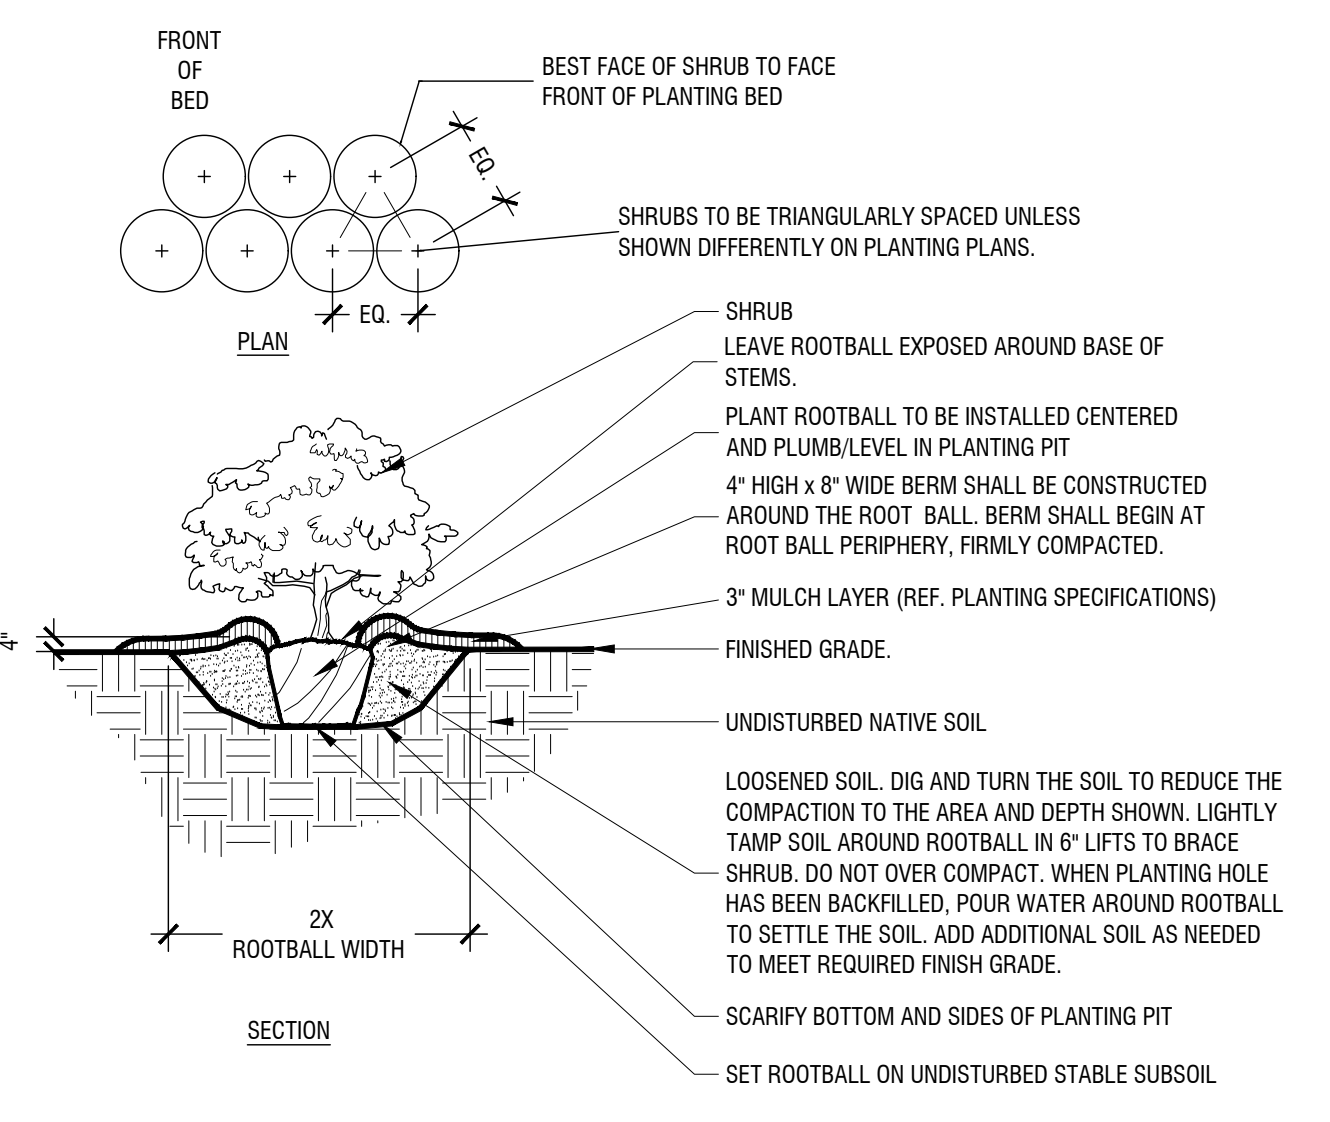 FRONT
OF
BED
BEST FACE OF SHRUB TO FACE
FRONT OF PLANTING BED
EQ.
SHRUBS TO BE TRIANGULARLY SPACED UNLESS
SHOWN DIFFERENTLY ON PLANTING PLANS.
EQ.
PLAN
SHRUB
LEAVE ROOTBALL EXPOSED AROUND BASE OF
STEMS.
PLANT ROOTBALL TO BE INSTALLED CENTERED
AND PLUMB/LEVEL IN PLANTING PIT
4" HIGH x 8" WIDE BERM SHALL BE CONSTRUCTED
AROUND THE ROOT BALL. BERM SHALL BEGIN AT
ROOT BALL PERIPHERY, FIRMLY COMPACTED.
3" MULCH LAYER (REF. PLANTING SPECIFICATIONS)
4"
FINISHED GRADE.
UNDISTURBED NATIVE SOIL
LOOSENED SOIL. DIG AND TURN THE SOIL TO REDUCE THE
COMPACTION TO THE AREA AND DEPTH SHOWN. LIGHTLY
TAMP SOIL AROUND ROOTBALL IN 6" LIFTS TO BRACE
SHRUB. DO NOT OVER COMPACT. WHEN PLANTING HOLE
HAS BEEN BACKFILLED, POUR WATER AROUND ROOTBALL
TO SETTLE THE SOIL. ADD ADDITIONAL SOIL AS NEEDED
TO MEET REQUIRED FINISH GRADE.
2X
ROOTBALL WIDTH
SCARIFY BOTTOM AND SIDES OF PLANTING PIT
SECTION
SET ROOTBALL ON UNDISTURBED STABLE SUBSOIL